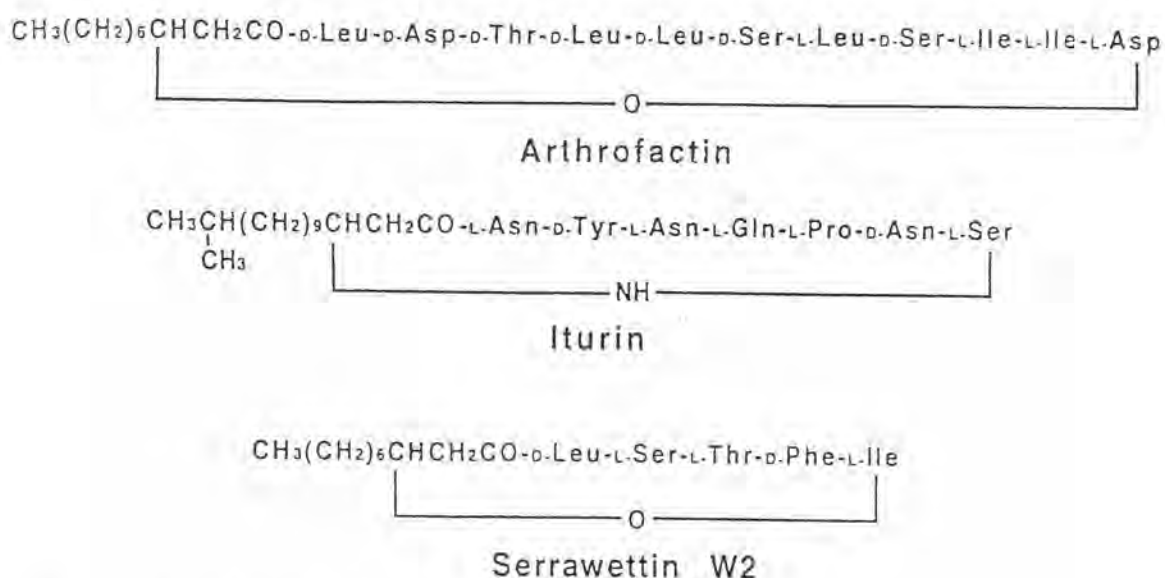 CH₃(CH₂)₆CHCH₂CO-D-Leu-D-Asp-D-Thr-D-Leu-D-Leu-D-Ser-L-Leu-D-Ser-L-Ile-L-Ile-L-Asp
O
Arthrofactin
CH₃CH(CH₂)₉CHCH₂CO-L-Asn-D-Tyr-L-Asn-L-Gln-L-Pro-D-Asn-L-Ser
CH₃
NH
Iturin
CH₃(CH₂)₆CHCH₂CO-D-Leu-L-Ser-L-Thr-D-Phe-L-Ile
O
Serrawettin W2